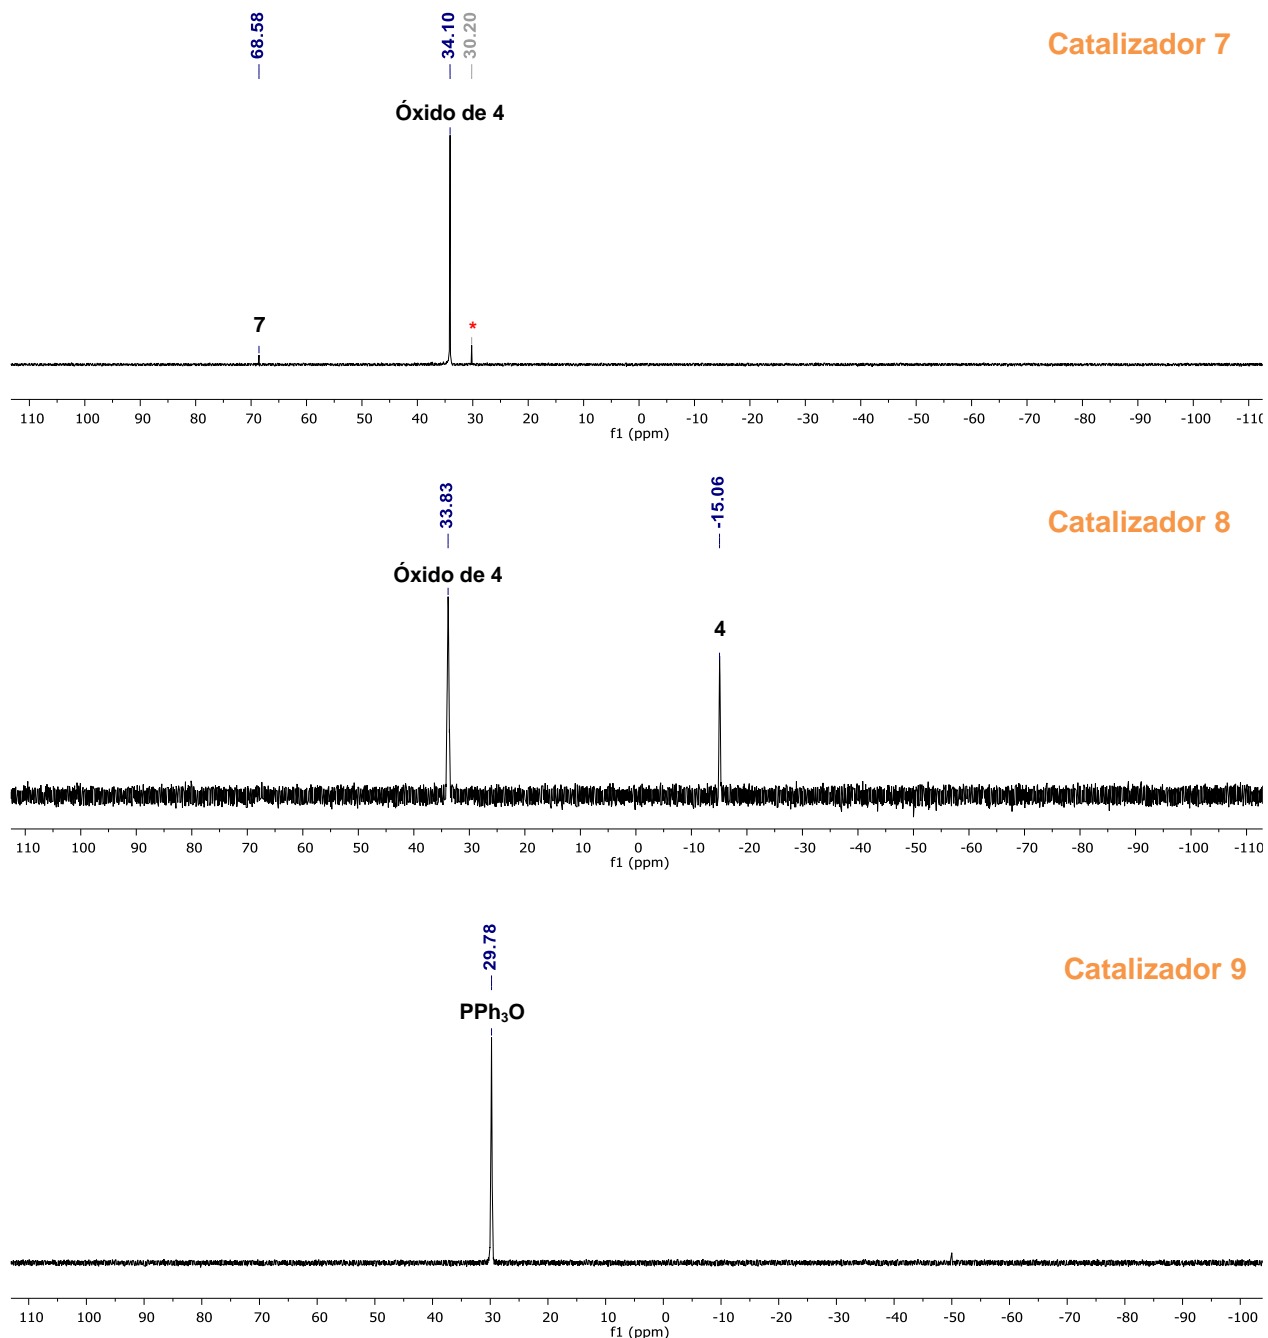 68.58
34.10
30.20
Catalizador 7
Óxido de 4
7
*
110 100 90 80 70 60 50 40 30 20 10 0 -10 -20 -30 -40 -50 -60 -70 -80 -90 -100 -11
f1 (ppm)
33.83
-15.06
Catalizador 8
Óxido de 4
4
110 100 90 80 70 60 50 40 30 20 10 0 -10 -20 -30 -40 -50 -60 -70 -80 -90 -100 -110
f1 (ppm)
29.78
Catalizador 9
PPh₃O
110 100 90 80 70 60 50 40 30 20 10 0 -10 -20 -30 -40 -50 -60 -70 -80 -90 -100
f1 (ppm)